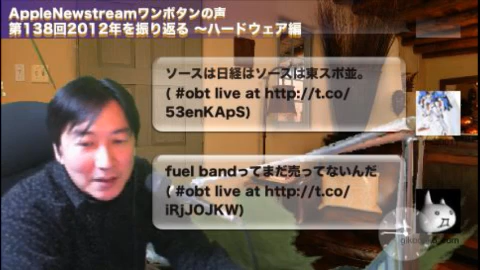 AppleNewstreamワンボタンの声
第138回2012年を振り返る ～ハードウェア編
ソースは日経はソースは東スポ並。
( #obt live at http://t.co/
53enKApS)
fuel bandってまだ売ってないんだ
( #obt live at http://t.co/
iRjJOJKW)